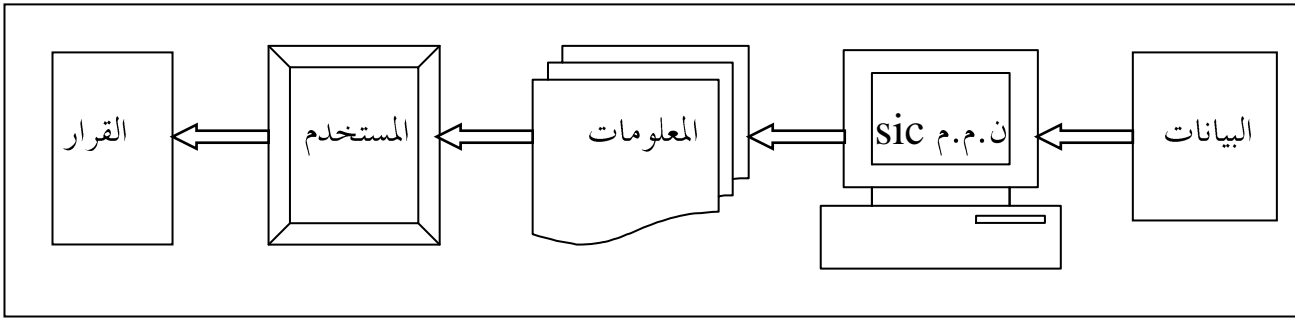 البيانات
ن.م.م sic
المعلومات
المستخدم
القرار